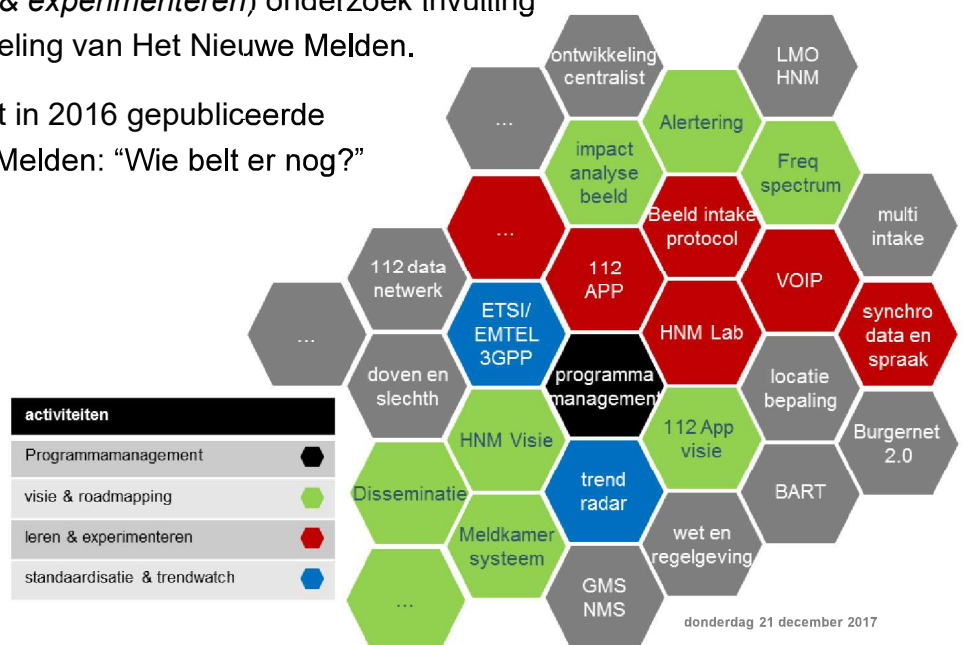 & experimenteren) onderzoek invulling
eling van Het Nieuwe Melden.
t in 2016 gepubliceerde
Melden: “Wie belt er nog?”
ontwikkeling
centralist
LMO
HNM
...
Alertering
impact
analyse
beeld
Freq
spectrum
...
Beeld intake
protocol
multi
intake
112 data
netwerk
112
APP
VOIP
...
ETSI/
EMTEL
3GPP
HNM Lab
synchro
data en
spraak
doven en
slechth
programma
management
locatie
bepaling
HNM Visie
112 App
visie
Burgernet
2.0
Disseminatie
trend
radar
BART
Meldkamer
systeem
wet en
regelgeving
...
GMS
NMS
activiteiten
Programmamanagement
visie & roadmapping
leren & experimenteren
standaardisatie & trendwatch
donderdag 21 december 2017